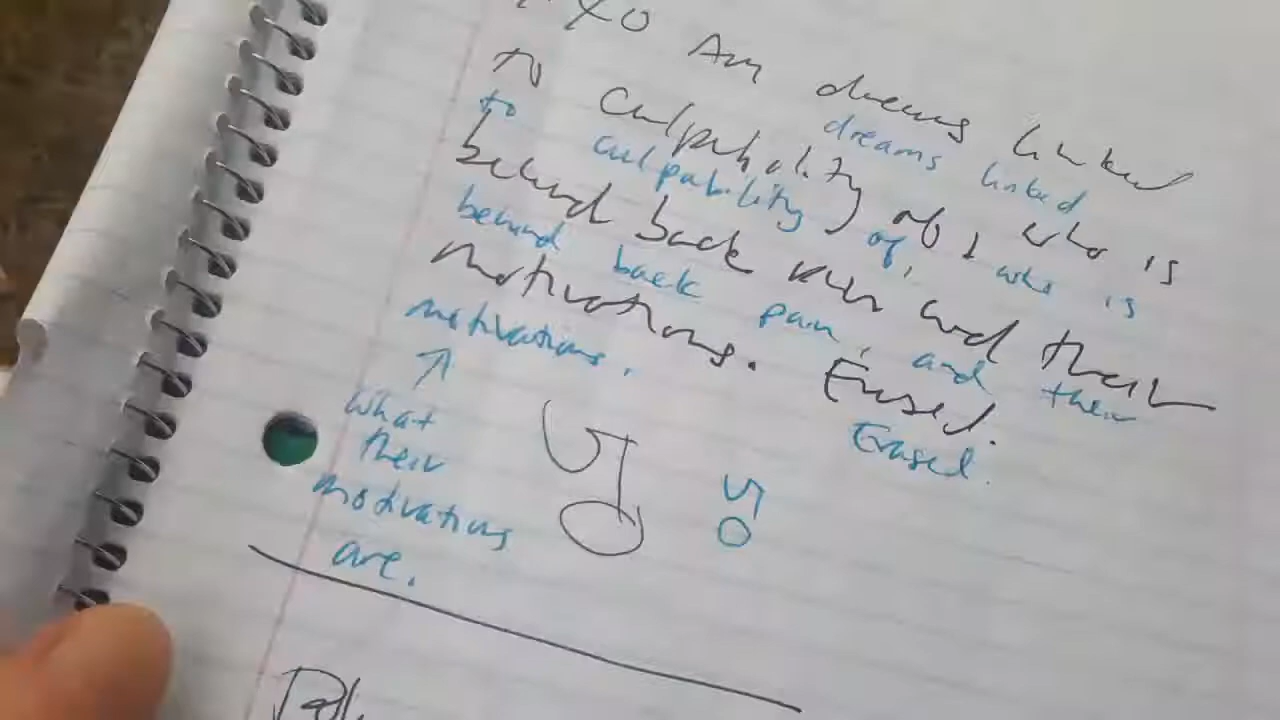 Any dreams linked
dreams linked
to culpability) of, who is
to culpability) of, who is
behind back pain and their
behind back pain, and their
motivations. Erased.
motivations. Erased.
↑
what
their
motivations
are.